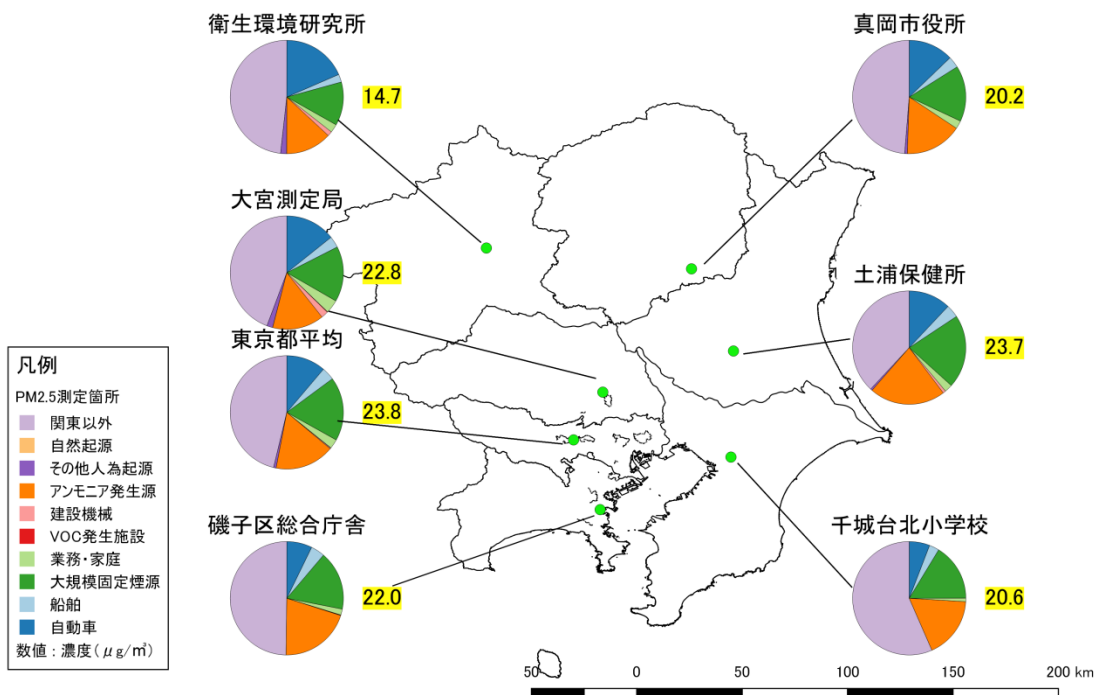 衛生環境研究所
14.7
真岡市役所
20.2
大宮測定局
22.8
土浦保健所
23.7
東京都平均
23.8
磯子区総合庁舎
22.0
千城台北小学校
20.6
凡例
PM2.5測定箇所
関東以外
自然起源
その他人為起源
アンモニア発生源
建設機械
VOC発生施設
業務・家庭
大規模固定煙源
船舶
自動車
数値:濃度(μg/㎥)
50 0 50 100 150 200 km